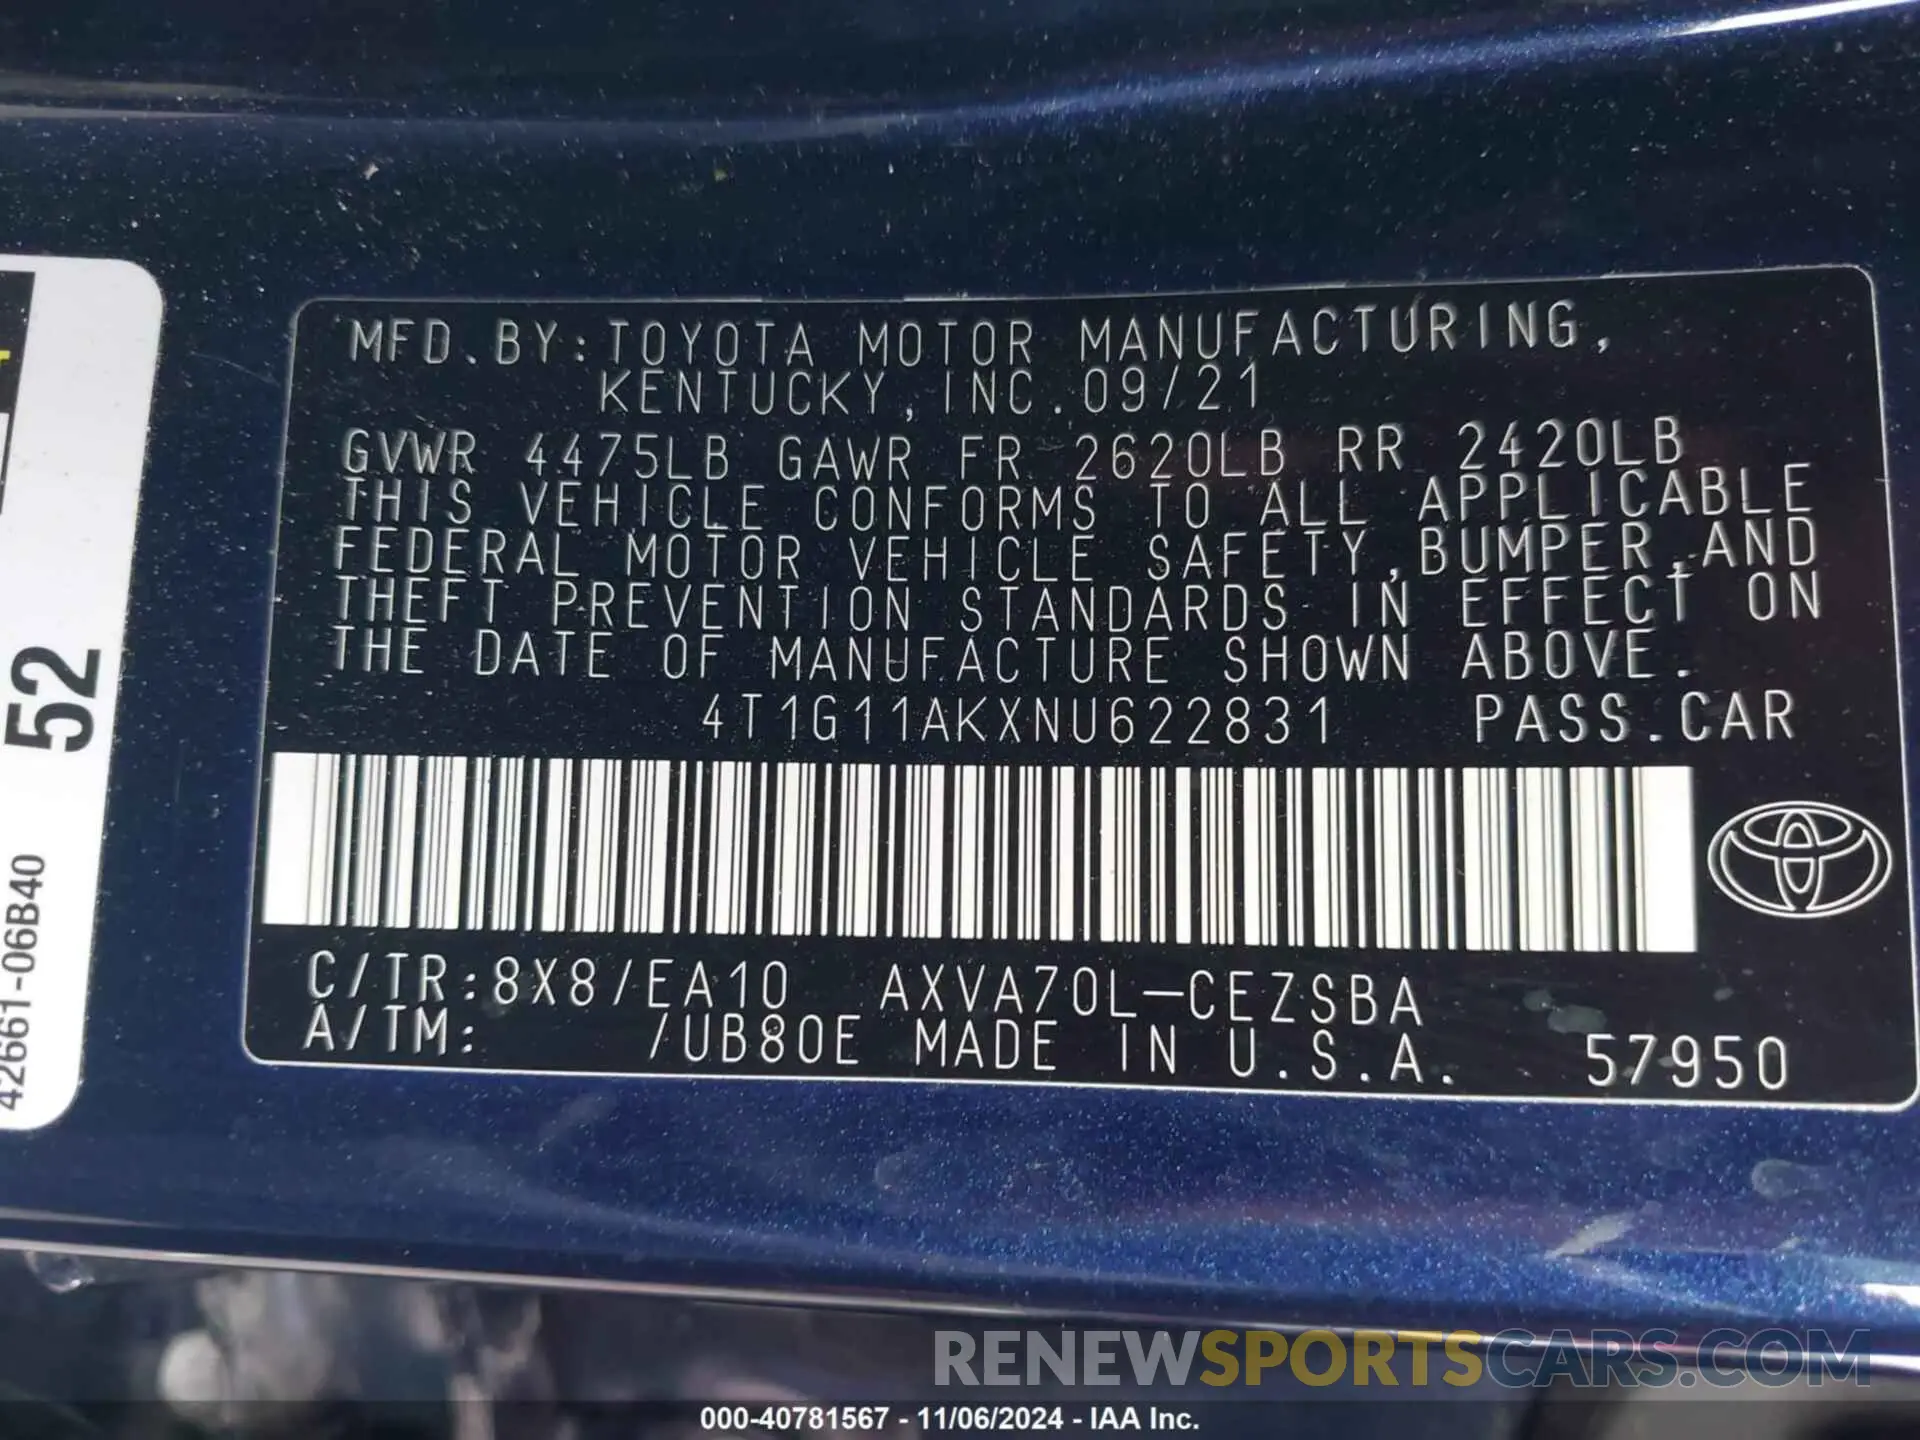 MFD.BY:TOYOTA MOTOR MANUFACTURING,
KENTUCKY,INC.09/21
GVWR 4475LB GAWR FR 2620LB RR 2420LB
THIS VEHICLE CONFORMS TO ALL APPLICABLE
FEDERAL MOTOR VEHICLE SAFETY,BUMPER,AND
THEFT PREVENTION STANDARDS IN EFFECT ON
THE DATE OF MANUFACTURE SHOWN ABOVE.
4T1G11AKXNU622831 PASS.CAR
C/TR:8X8/EA10 AXVA70L-CEZSBA
A/TM: /UB80E MADE IN U.S.A. 57950
52
42661-06B40
RENEWSPORTSCARS.COM
000-40781567 - 11/06/2024 - IAA Inc.